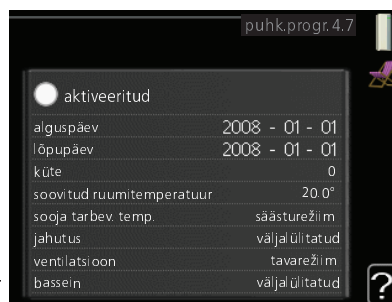 puhk.progr. 4.7
aktiveeritud
alguspäev 2008 - 01 - 01
lõpupäev 2008 - 01 - 01
küte 0
soovitud ruumitemperatuur 20.0°
sooja tarbev. temp. säästurežiim
jahutus väljalülitatud
ventilatsioon tavarežiim
bassein väljalülitatud
?